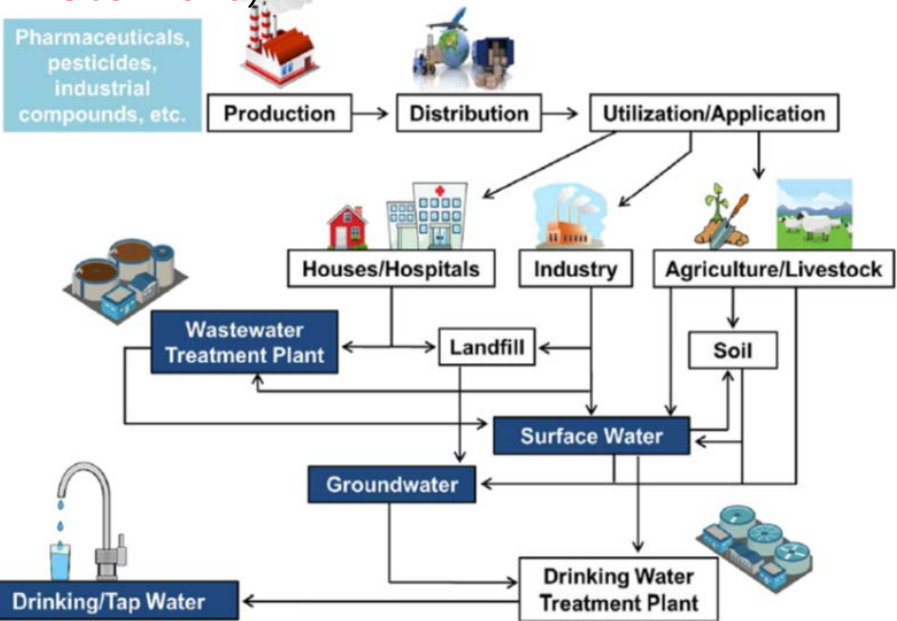 Pharmaceuticals,
pesticides,
industrial
compounds, etc.
Production
Distribution
Utilization/Application
Houses/Hospitals
Industry
Agriculture/Livestock
Wastewater
Treatment Plant
Landfill
Soil
Surface Water
Groundwater
Drinking Water
Treatment Plant
Drinking/Tap Water